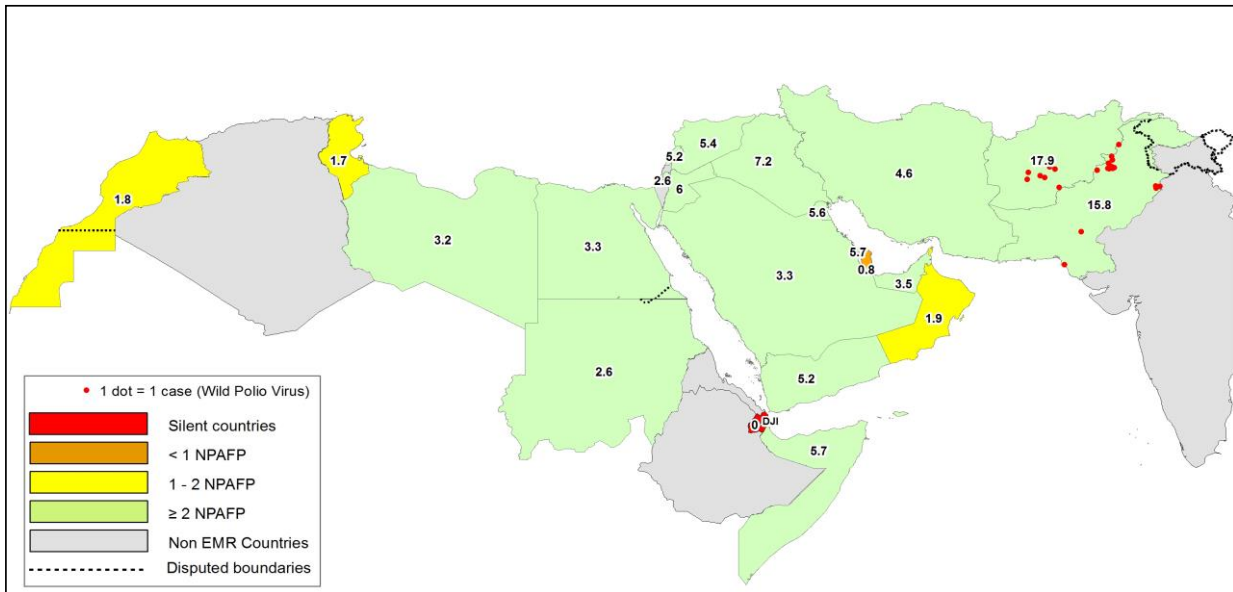 5.4
5.2
7.2
17.9
1.7
2.6
6
4.6
1.8
15.8
5.6
3.2
3.3
5.7
3.3
0.8
3.5
1.9
2.6
5.2
0
DJI
5.7
1 dot = 1 case (Wild Polio Virus)
Silent countries
< 1 NPAFP
1 - 2 NPAFP
≥ 2 NPAFP
Non EMR Countries
Disputed boundaries